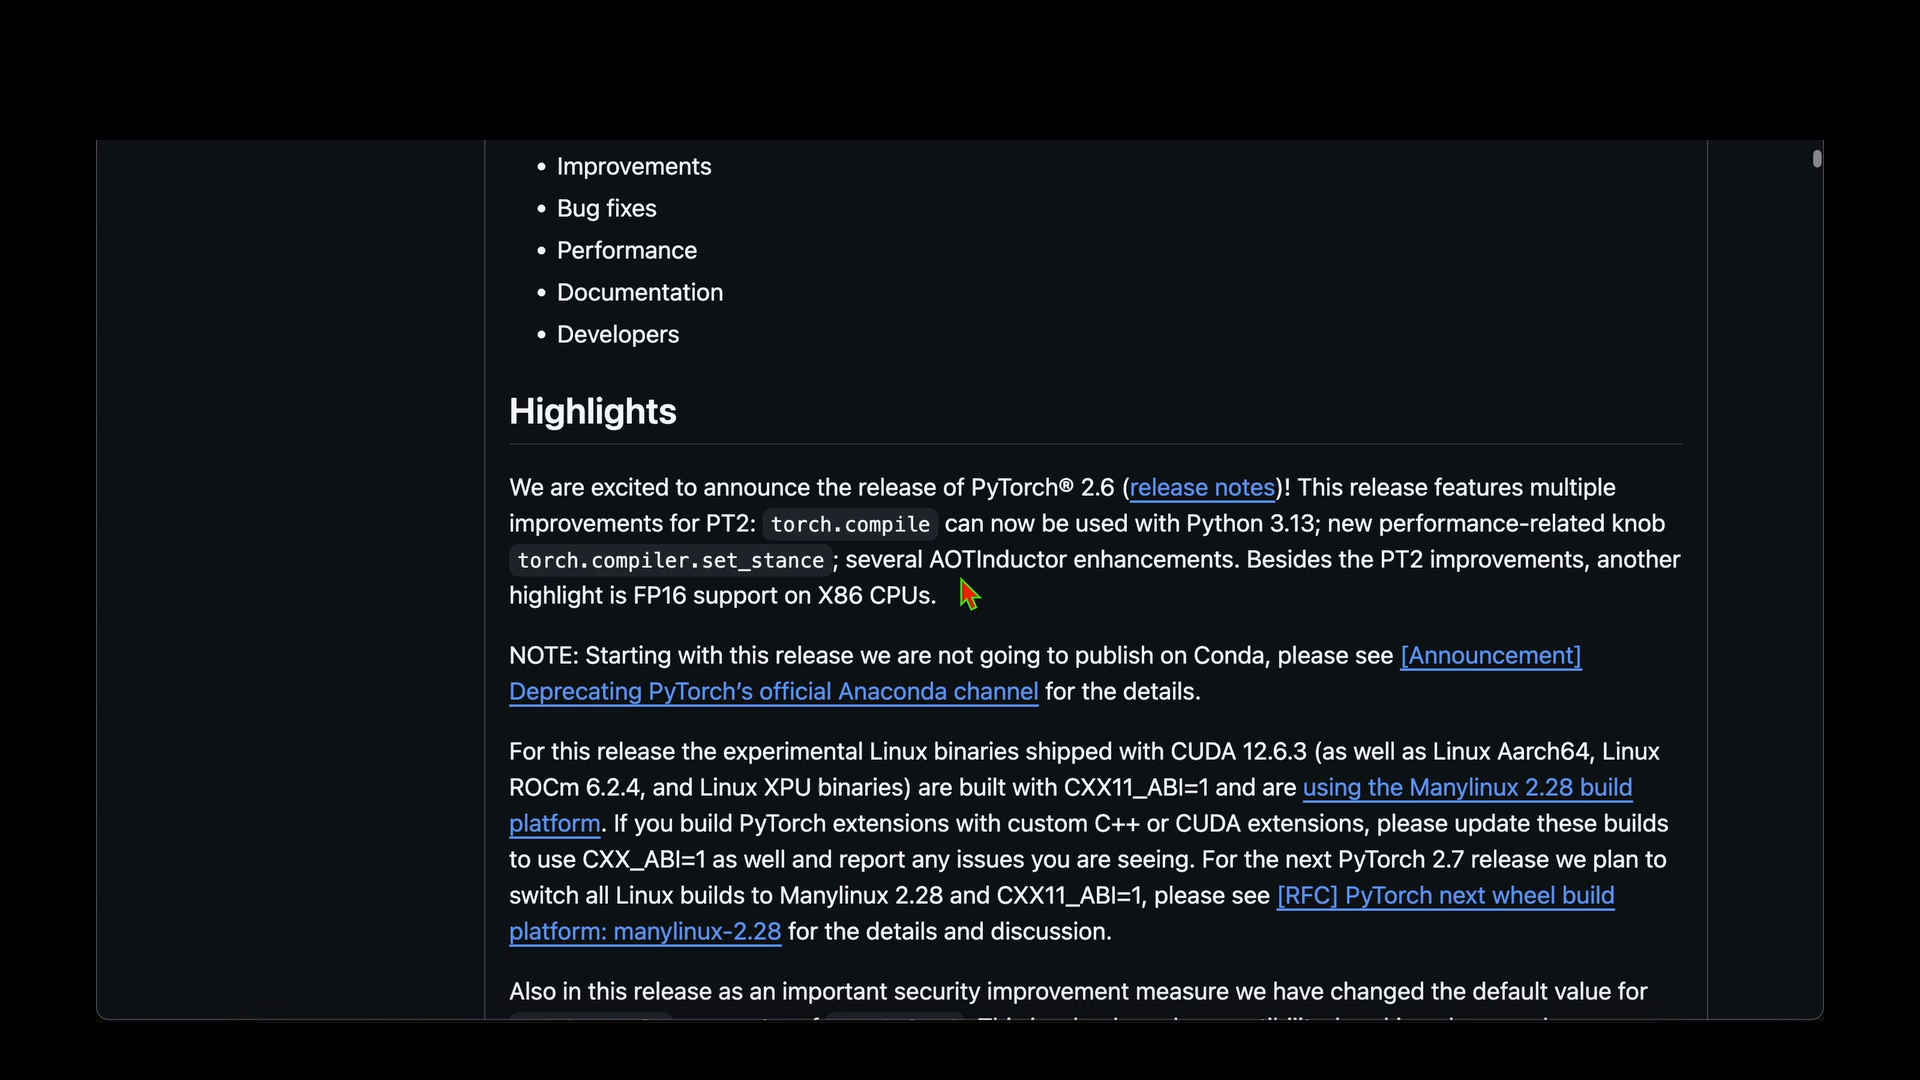 Improvements
Bug fixes
Performance
Documentation
Developers
Highlights
We are excited to announce the release of PyTorch® 2.6 (release notes)! This release features multiple
improvements for PT2: torch.compile can now be used with Python 3.13; new performance-related knob
torch.compiler.set_stance ; several AOTInductor enhancements. Besides the PT2 improvements, another
highlight is FP16 support on X86 CPUs.
NOTE: Starting with this release we are not going to publish on Conda, please see [Announcement]
Deprecating PyTorch’s official Anaconda channel for the details.
For this release the experimental Linux binaries shipped with CUDA 12.6.3 (as well as Linux Aarch64, Linux
ROCm 6.2.4, and Linux XPU binaries) are built with CXX11_ABI=1 and are using the Manylinux 2.28 build
platform. If you build PyTorch extensions with custom C++ or CUDA extensions, please update these builds
to use CXX_ABI=1 as well and report any issues you are seeing. For the next PyTorch 2.7 release we plan to
switch all Linux builds to Manylinux 2.28 and CXX11_ABI=1, please see [RFC] PyTorch next wheel build
platform: manylinux-2.28 for the details and discussion.
Also in this release as an important security improvement measure we have changed the default value for